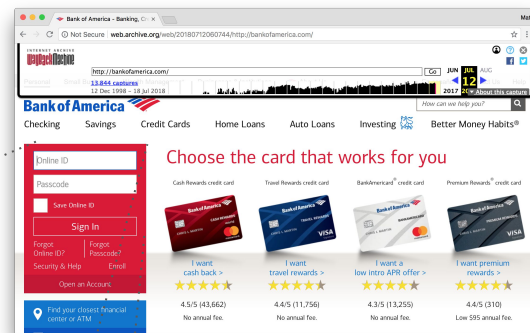 Bank of America - Banking, Cr
Mat
Not Secure | web.archive.org/web/20180712060744/http://bankofamerica.com/
INTERNET ARCHIVE
WayBackMachine
http://bankofamerica.com/
Go
JUN JUL AUG
13,844 captures
12
12 Dec 1998 – 18 Jul 2018
2017
About this capture
Bank of America
How can we help you?
Checking Savings Credit Cards Home Loans Auto Loans Investing Better Money Habits®
Online ID
Passcode
Save Online ID
Sign In
Forgot Online ID?
Forgot Passcode?
Security & Help Enroll
Open an Account
Find your closest financial
center or ATM
Choose the card that works for you
Cash Rewards credit card Travel Rewards credit card BankAmericard® credit card Premium Rewards® credit card
I want I want I want a I want premium
cash back > travel rewards > low intro APR offer > rewards >
4.5/5 (43,662) 4.4/5 (11,756) 4.3/5 (13,255) 4.4/5 (310)
No annual fee. No annual fee. No annual fee. Low $95 annual fee.